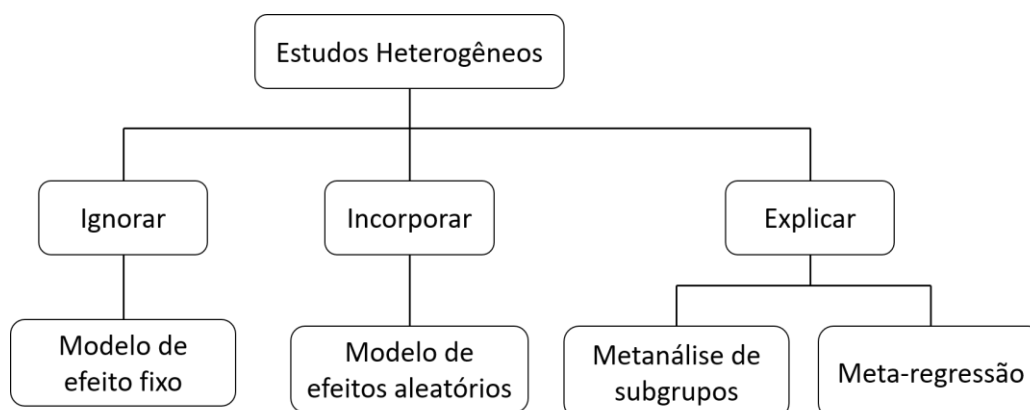 Estudos Heterogêneos
Ignorar
Incorporar
Explicar
Modelo de
efeito fixo
Modelo de
efeitos aleatórios
Metanálise de
subgrupos
Meta-regressão